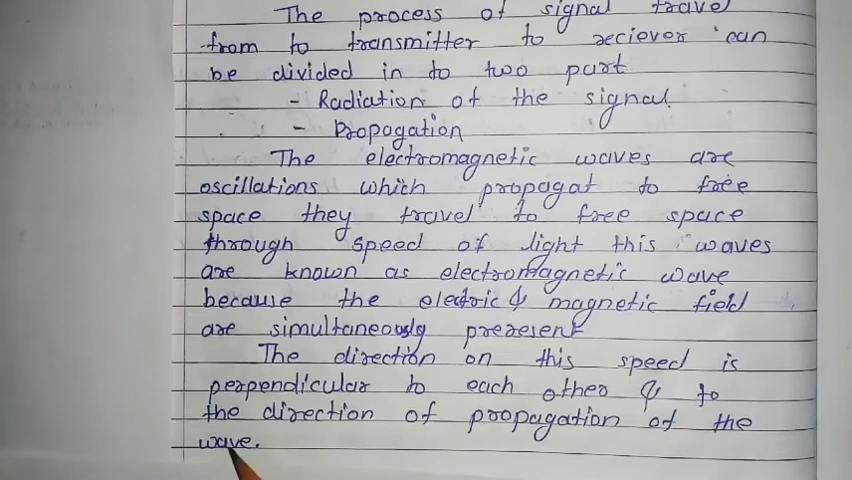 The process of signal travel
from to transmitter to reciever can
be divided in to two part
- Radiation of the signal
- Propagation
The electromagnetic waves are
oscillations which propagat to free
space they travel to free space
through speed of light this waves
are known as electromagnetic wave
because the electric & magnetic field
are simultaneously preresent
The direction on this speed is
perpendicular to each other & to
the direction of propagation of the
wave.